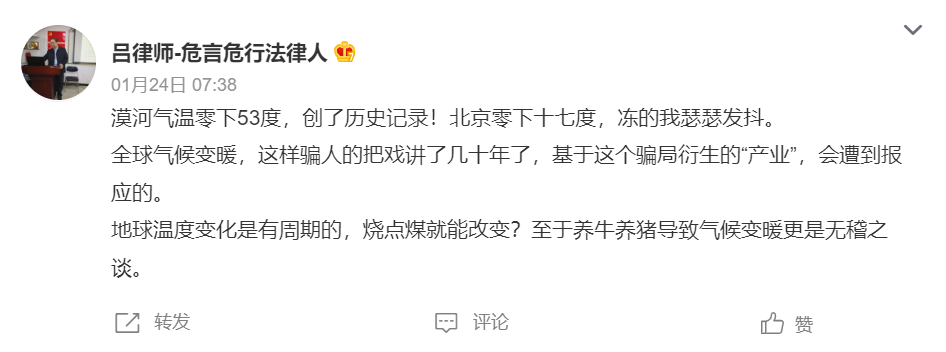 吕律师-危言危行法律人
01月24日 07:38
漠河气温零下53度，创了历史记录！北京零下十七度，冻的我瑟瑟发抖。
全球气候变暖，这样骗人的把戏讲了几十年了，基于这个骗局衍生的“产业”，会遭到报
应的。
地球温度变化是有周期的，烧点煤就能改变？至于养牛养猪导致气候变暖更是无稽之
谈。
转发 评论 赞